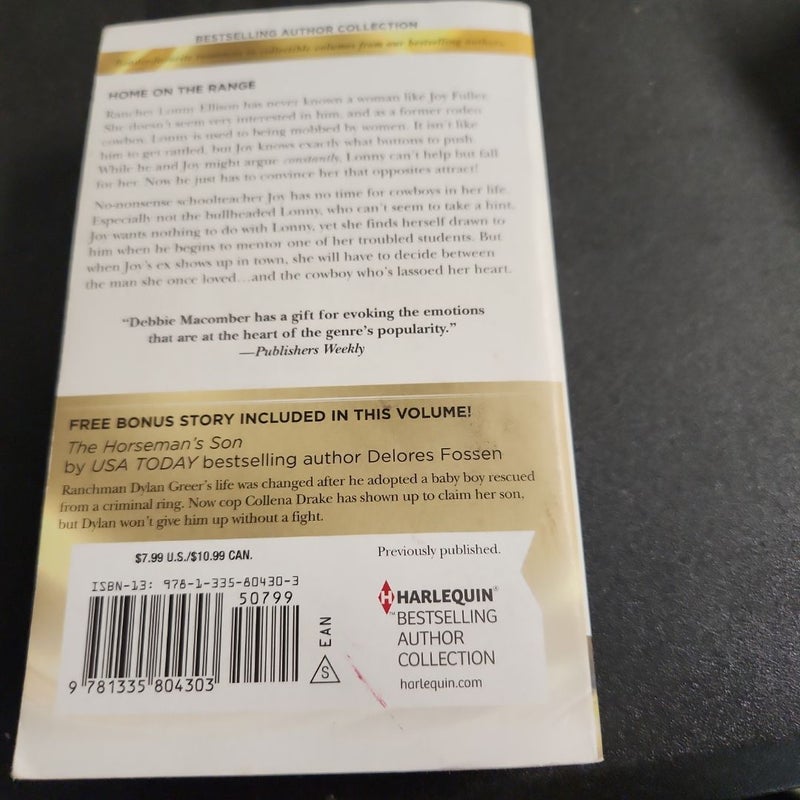 BESTSELLING AUTHOR COLLECTION
Reader-favorite romances in collectible volumes from our bestselling authors.
HOME ON THE RANGE
Rancher Lonny Ellison has never known a woman like Joy Fuller.
She doesn't seem very interested in him, and as a former rodeo
cowboy, Lonny is used to being mobbed by women. It isn't like
him to get rattled, but Joy knows exactly what buttons to push.
While he and Joy might argue constantly, Lonny can't help but fall
for her. Now he just has to convince her that opposites attract!
No-nonsense schoolteacher Joy has no time for cowboys in her life.
Especially not the bullheaded Lonny, who can't seem to take a hint.
Joy wants nothing to do with Lonny, yet she finds herself drawn to
him when he begins to mentor one of her troubled students. But
when Joy's ex shows up in town, she will have to decide between
the man she once loved...and the cowboy who's lassoed her heart.
"Debbie Macomber has a gift for evoking the emotions
that are at the heart of the genre's popularity."
—Publishers Weekly
FREE BONUS STORY INCLUDED IN THIS VOLUME!
The Horseman's Son
by USA TODAY bestselling author Delores Fossen
Ranchman Dylan Greer's life was changed after he adopted a baby boy rescued
from a criminal ring. Now cop Collena Drake has shown up to claim her son,
but Dylan won't give him up without a fight.
$7.99 U.S./$10.99 CAN.
ISBN-13: 978-1-335-80430-3
50799
9 781335 804303
EAN
S
Previously published.
H HARLEQUIN®
™ BESTSELLING
AUTHOR
COLLECTION
harlequin.com